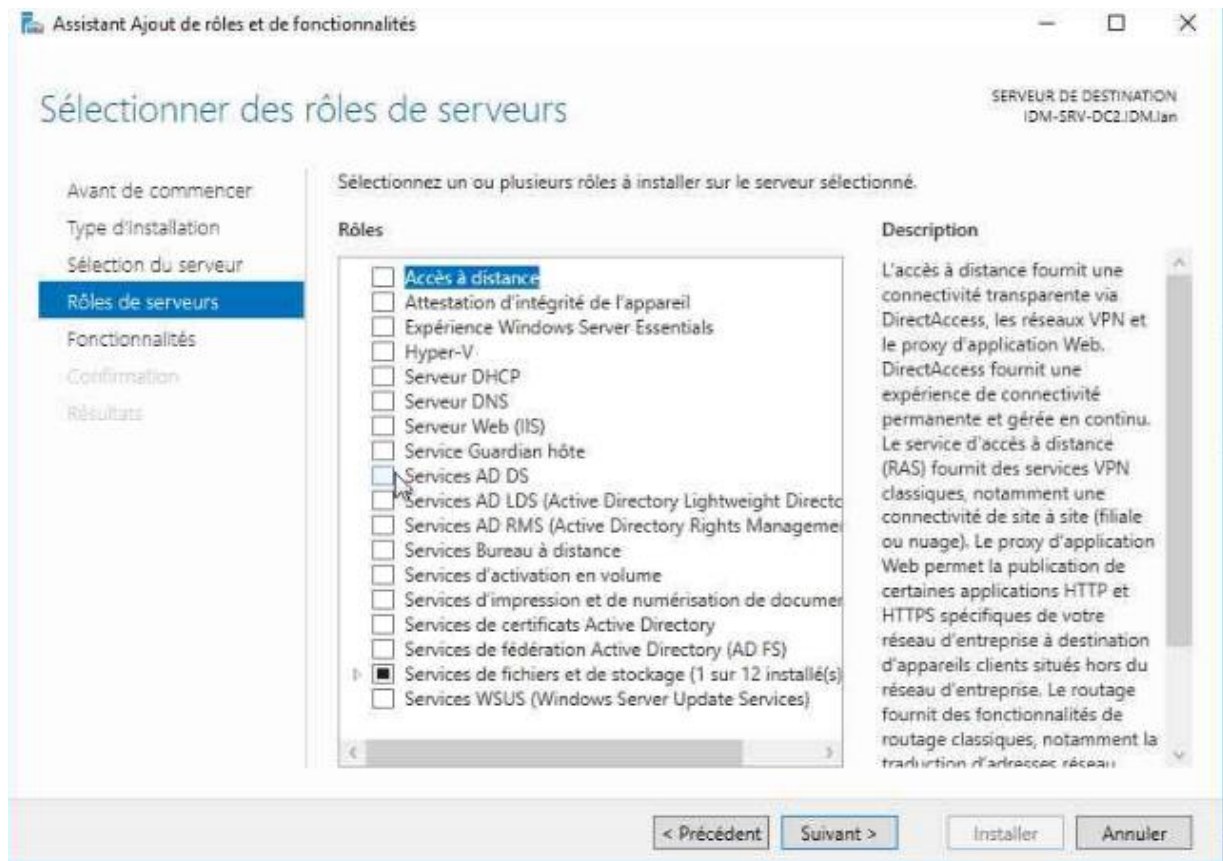 Assistant Ajout de rôles et de fonctionnalités
Sélectionner des rôles de serveurs
SERVEUR DE DESTINATION
IDM-SRV-DC2.IDM.lan
Avant de commencer
Type d'installation
Sélection du serveur
Rôles de serveurs
Fonctionnalités
Confirmation
Résultats
Sélectionnez un ou plusieurs rôles à installer sur le serveur sélectionné.
Rôles
Accès à distance
Attestation d'intégrité de l'appareil
Expérience Windows Server Essentials
Hyper-V
Serveur DHCP
Serveur DNS
Serveur Web (IIS)
Service Guardian hôte
Services AD DS
Services AD LDS (Active Directory Lightweight Directo
Services AD RMS (Active Directory Rights Managemen
Services Bureau à distance
Services d'activation en volume
Services d'impression et de numérisation de documen
Services de certificats Active Directory
Services de fédération Active Directory (AD FS)
Services de fichiers et de stockage (1 sur 12 installé(s)
Services WSUS (Windows Server Update Services)
Description
L'accès à distance fournit une
connectivité transparente via
DirectAccess, les réseaux VPN et
le proxy d'application Web.
DirectAccess fournit une
expérience de connectivité
permanente et gérée en continu.
Le service d'accès à distance
(RAS) fournit des services VPN
classiques, notamment une
connectivité de site à site (filiale
ou nuage). Le proxy d'application
Web permet la publication de
certaines applications HTTP et
HTTPS spécifiques de votre
réseau d'entreprise à destination
d'appareils clients situés hors du
réseau d'entreprise. Le routage
fournit des fonctionnalités de
routage classiques, notamment la
traduction d'adresses réseau
< Précédent
Suivant >
Installer
Annuler